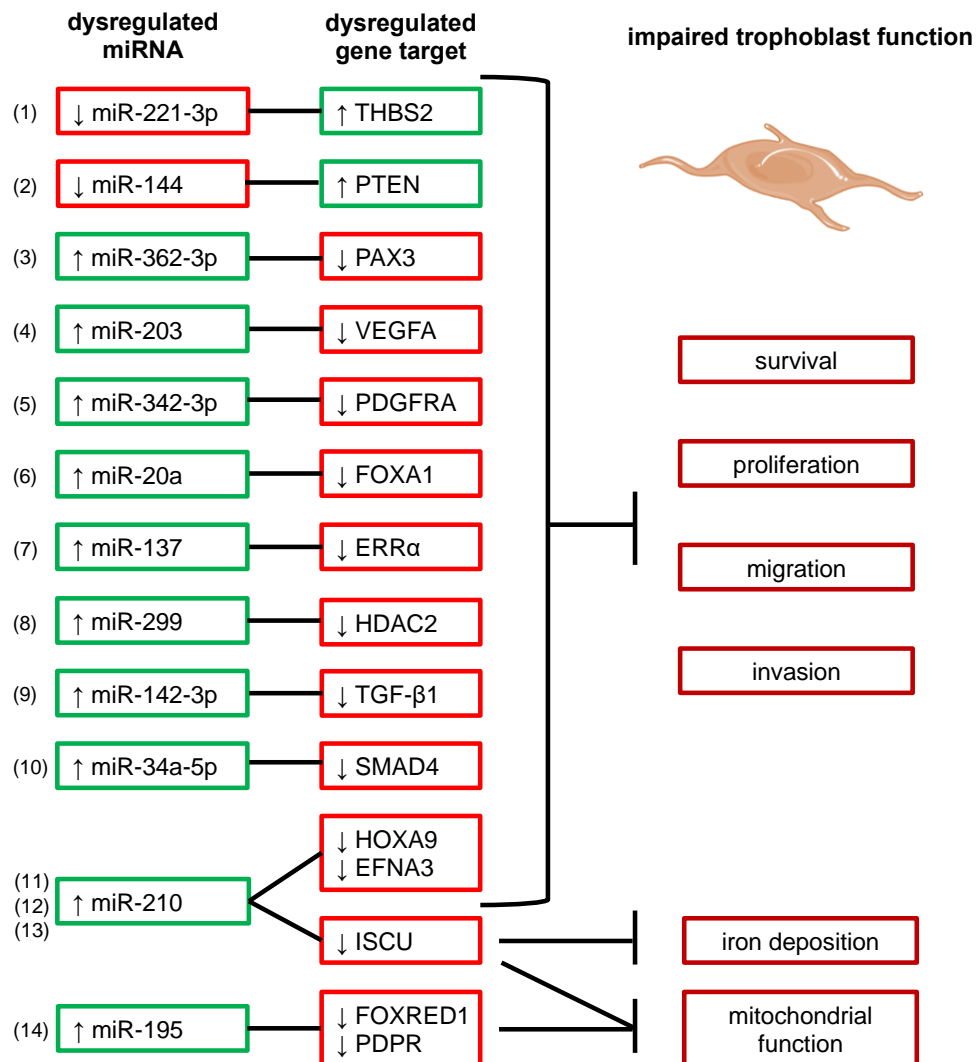 dysregulated
miRNA
dysregulated
gene target
impaired trophoblast function
(1) ↓ miR-221-3p ↑ THBS2
(2) ↓ miR-144 ↑ PTEN
(3) ↑ miR-362-3p ↓ PAX3
(4) ↑ miR-203 ↓ VEGFA
survival
(5) ↑ miR-342-3p ↓ PDGFRA
proliferation
(6) ↑ miR-20a ↓ FOXA1
(7) ↑ miR-137 ↓ ERRα
migration
(8) ↑ miR-299 ↓ HDAC2
invasion
(9) ↑ miR-142-3p ↓ TGF-β1
(10) ↑ miR-34a-5p ↓ SMAD4
(11)
(12)
(13)
↑ miR-210
↓ HOXA9
↓ EFNA3
↓ ISCU
iron deposition
(14) ↑ miR-195
↓ FOXRED1
↓ PDPR
mitochondrial
function